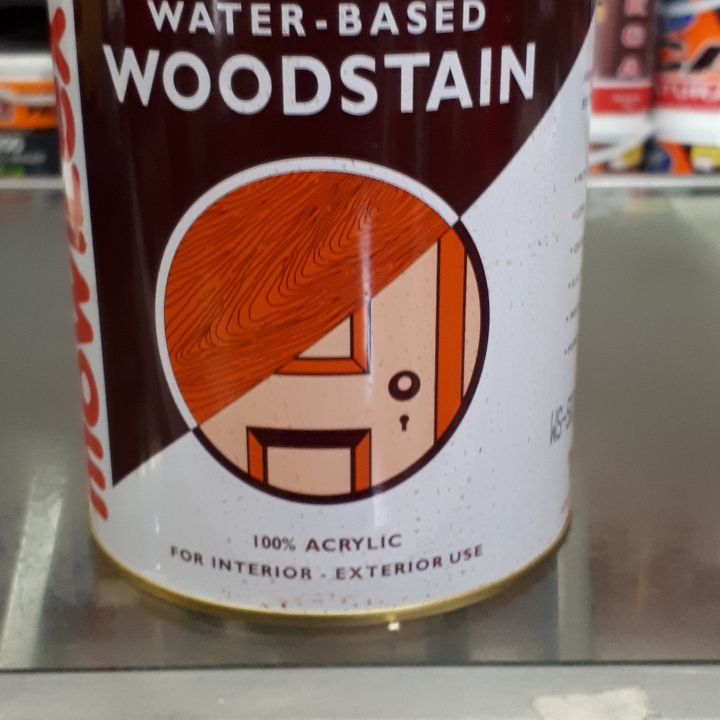 WATER-BASED
WOODSTAIN
100% ACRYLIC
FOR INTERIOR - EXTERIOR USE